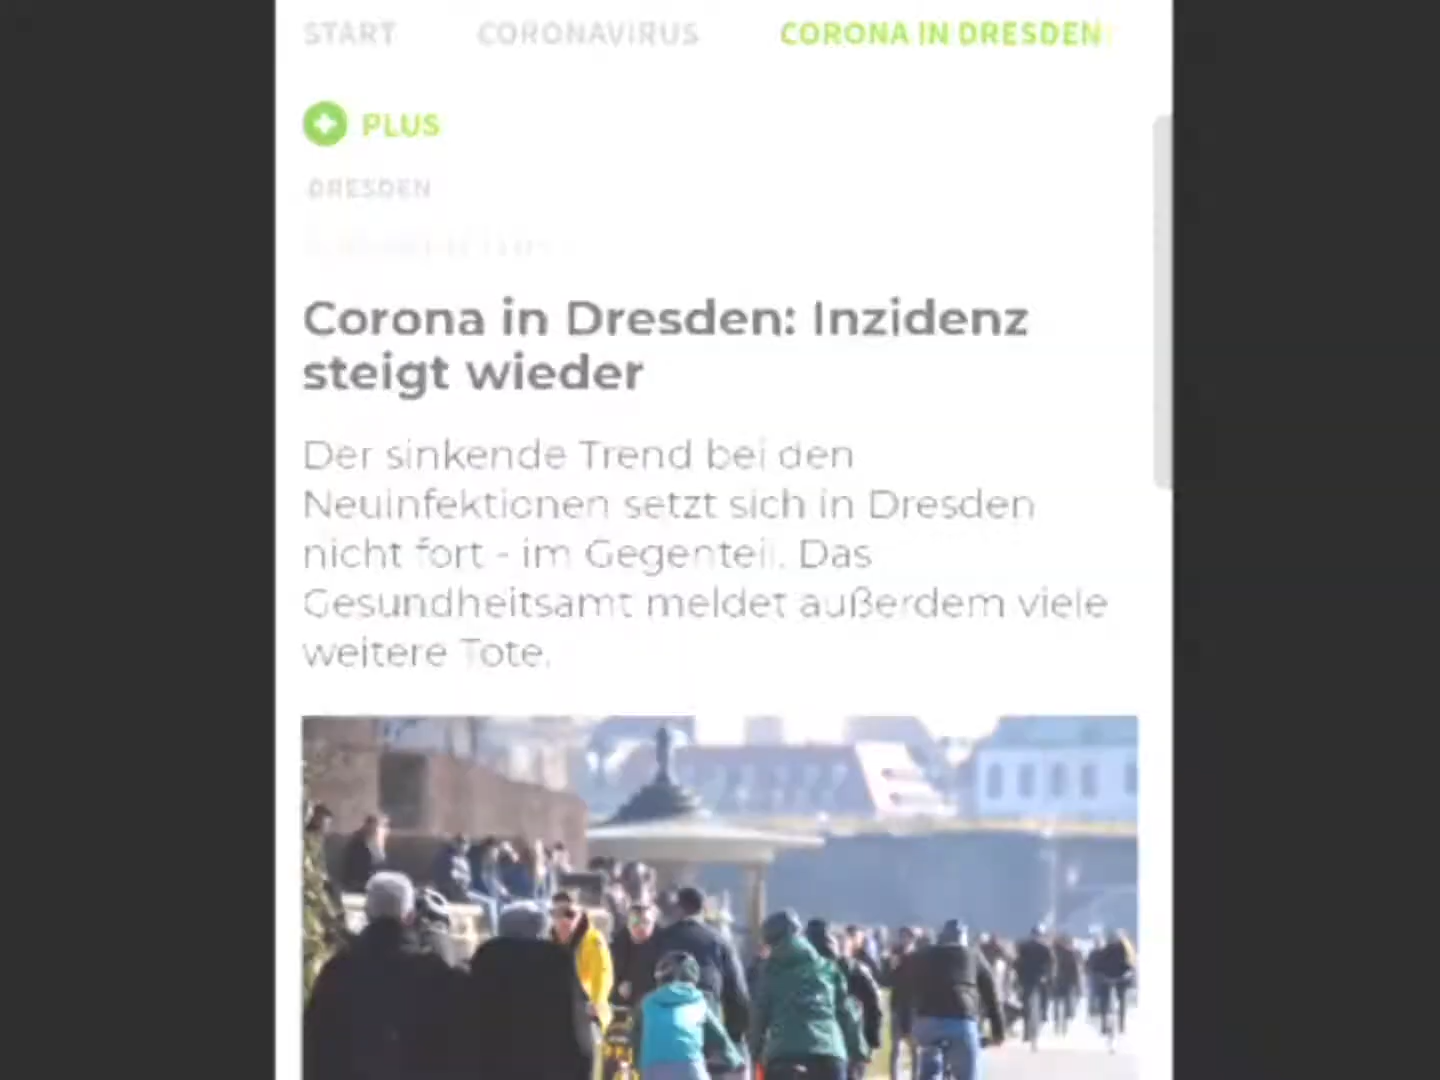 START CORONAVIRUS CORONA IN DRESDEN
PLUS
DRESDEN
Corona in Dresden: Inzidenz
steigt wieder
Der sinkende Trend bei den
Neuinfektionen setzt sich in Dresden
nicht fort - im Gegenteil. Das
Gesundheitsamt meldet außerdem viele
weitere Tote.